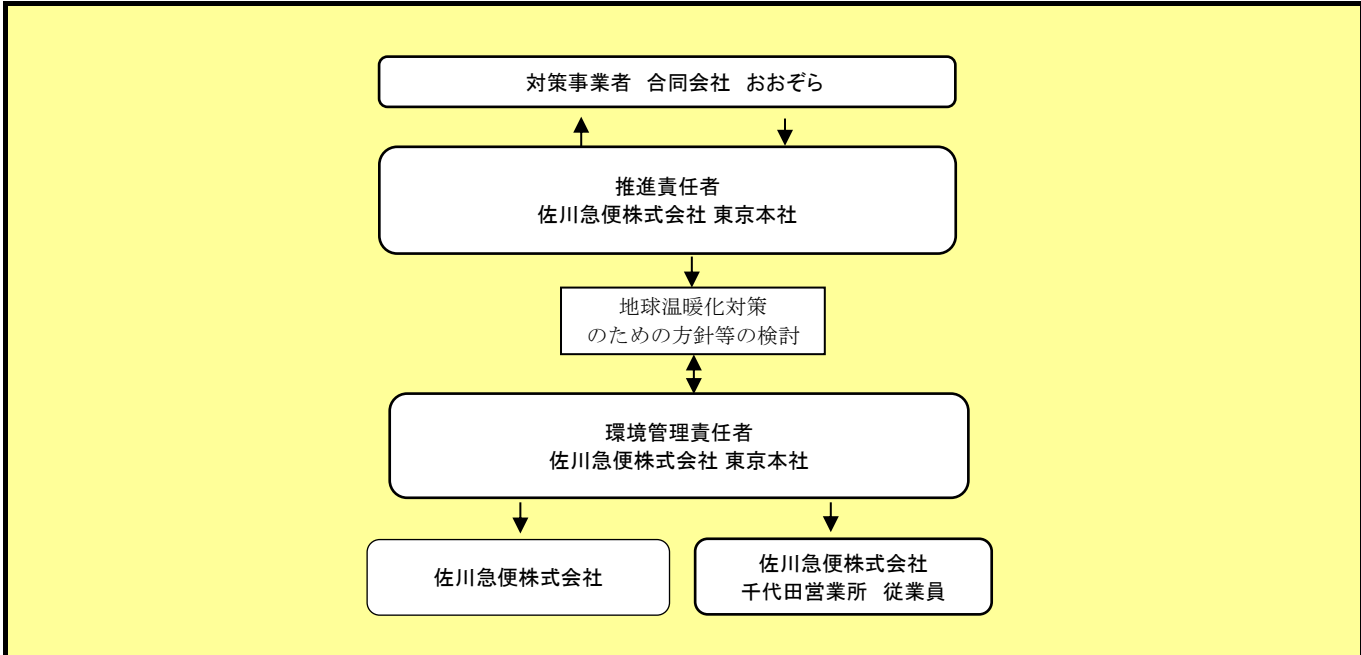 対策事業者　合同会社　おおぞら
推進責任者
佐川急便株式会社 東京本社
地球温暖化対策
のための方針等の検討
環境管理責任者
佐川急便株式会社 東京本社
佐川急便株式会社
佐川急便株式会社
千代田営業所　従業員